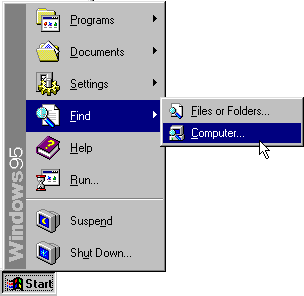 Programs
Documents
Settings
Find
Files or Folders...
Computer...
Help
Run...
Suspend
Shut Down...
Windows95
Start